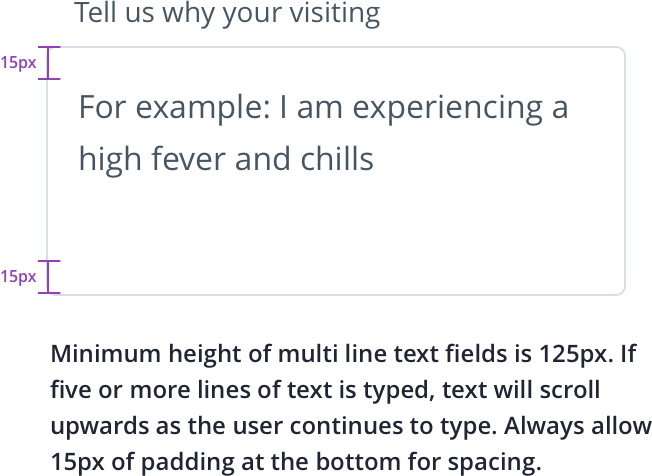 Tell us why your visiting
15px
For example: I am experiencing a
high fever and chills
15px
Minimum height of multi line text fields is 125px. If
five or more lines of text is typed, text will scroll
upwards as the user continues to type. Always allow
15px of padding at the bottom for spacing.